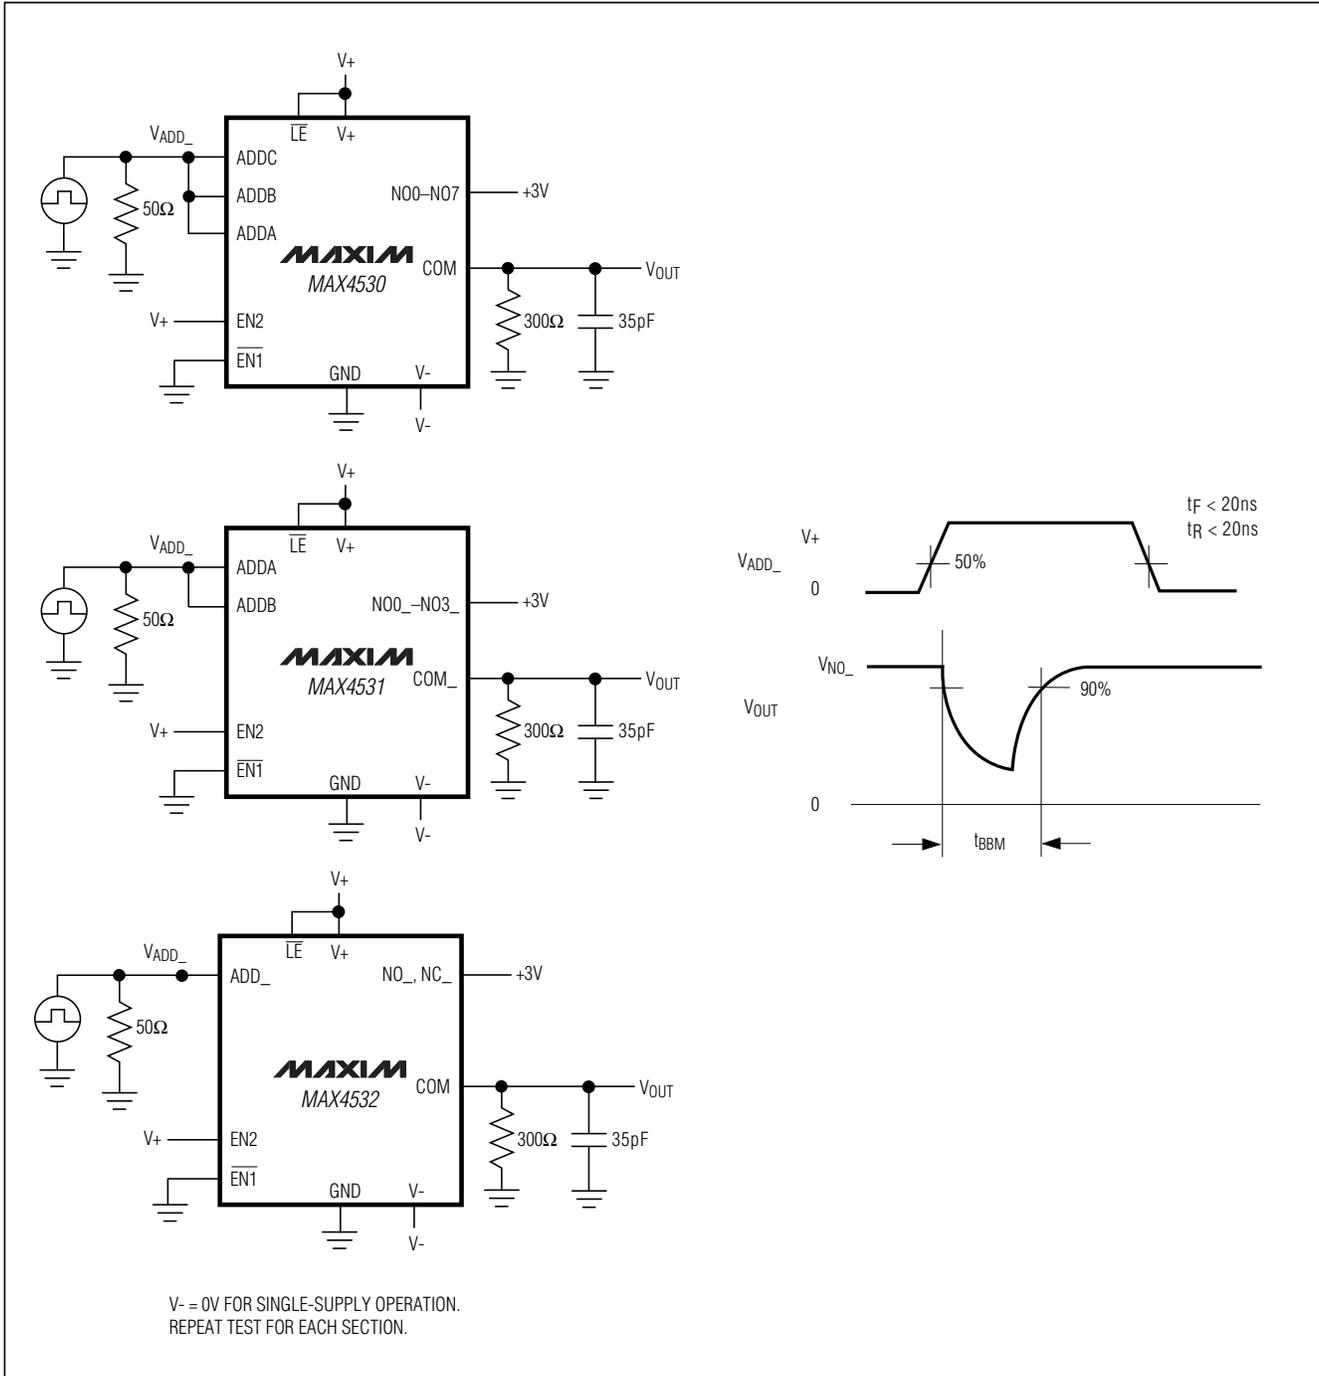 V+
LE V+
VADD_
ADDC
ADDB
ADDA
50Ω
NO0–NO7 +3V
MAXIM
MAX4530
COM VOUT
300Ω 35pF
V+ EN2
EN1
GND V-
V-
V+
LE V+
VADD_
ADDA
ADDB
50Ω
NO0_–NO3_ +3V
MAXIM
MAX4531
COM_ VOUT
300Ω 35pF
V+ EN2
EN1
GND V-
V-
V+
LE V+
VADD_
ADD_
50Ω
NO_, NC_ +3V
MAXIM
MAX4532
COM VOUT
300Ω 35pF
V+ EN2
EN1
GND V-
V-
V- = 0V FOR SINGLE-SUPPLY OPERATION.
REPEAT TEST FOR EACH SECTION.
tF < 20ns
tR < 20ns
V+
VADD_
50%
0
VNO_
90%
VOUT
0
tBBM